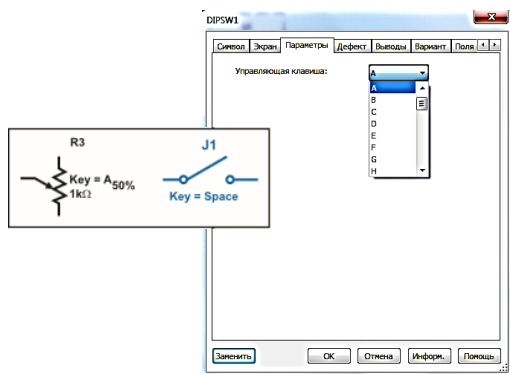 DIPSW1
Символ Экран Параметры Дефект Выводы Вариант Поля
Управляющая клавиша: A
A
B
C
D
E
F
G
H
R3
Key = A
50%
1kΩ
J1
Key = Space
Заменить OK Отмена Информ. Помощь